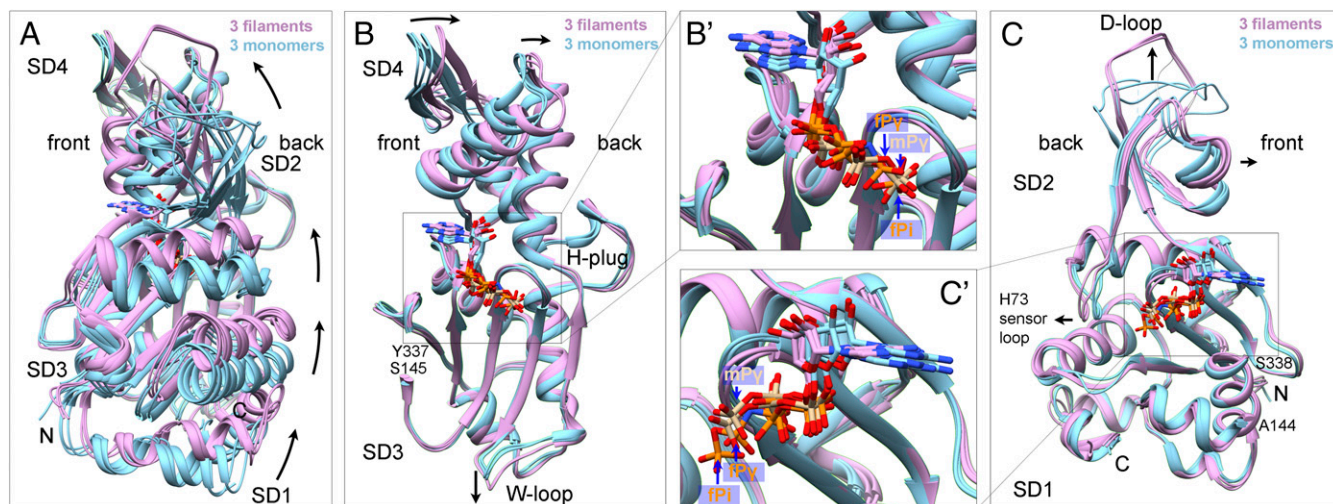 A
3 filaments
3 monomers
SD4
front
back
SD2
SD3
N
C
SD1
B
3 filaments
3 monomers
SD4
front
back
H-plug
Y337
S145
SD3
W-loop
B'
fPγ
mPγ
fPi
C'
mPγ
fPγ
fPi
C
D-loop
3 filaments
3 monomers
back
front
SD2
H73
sensor
loop
S338
N
A144
C
SD1